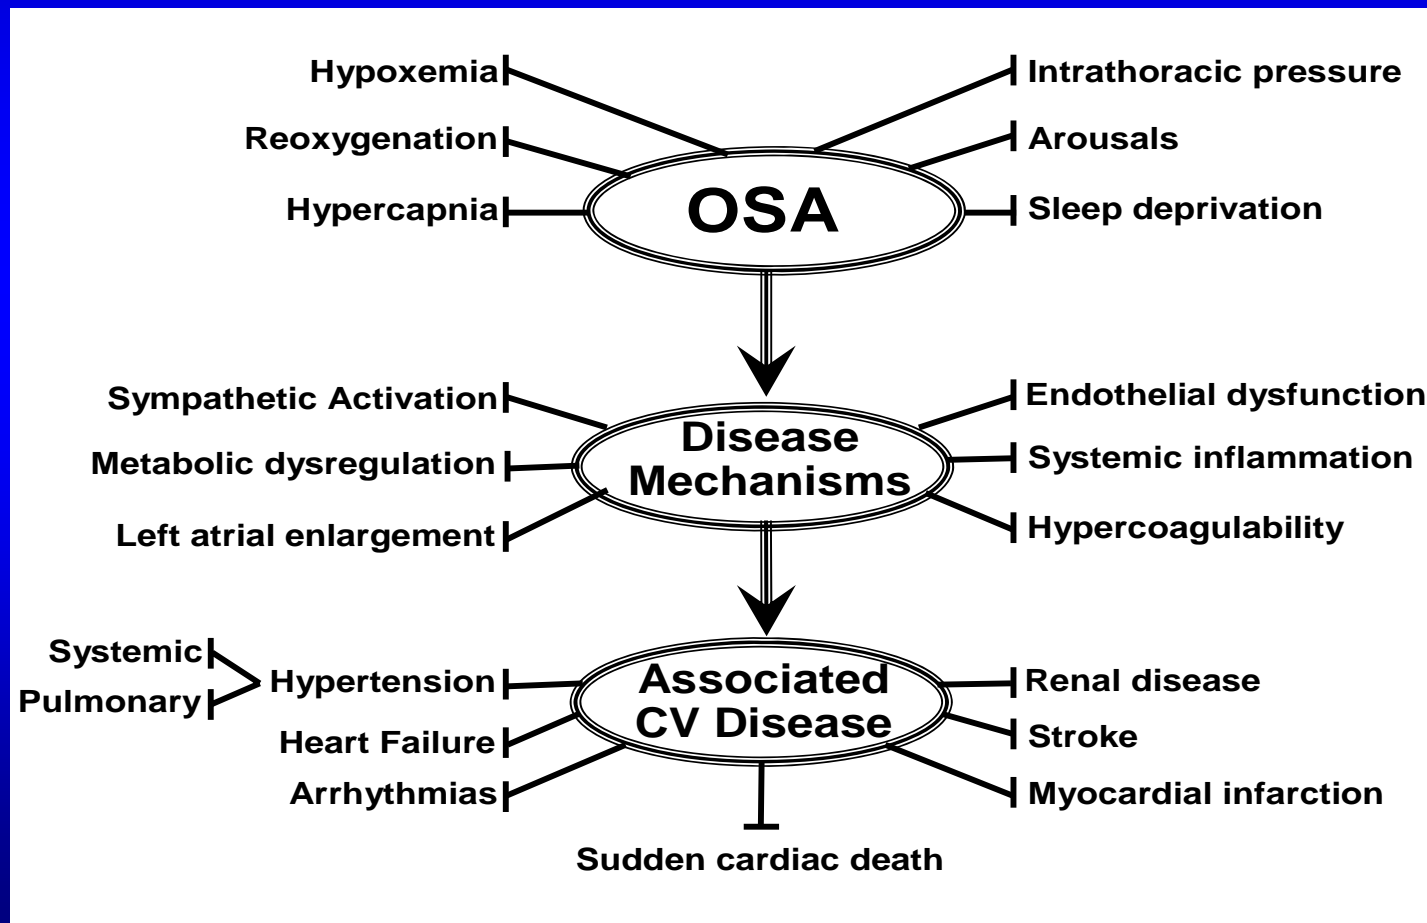 Hypoxemia
Intrathoracic pressure
Reoxygenation
Arousals
Hypercapnia
OSA
Sleep deprivation
Sympathetic Activation
Endothelial dysfunction
Disease
Mechanisms
Metabolic dysregulation
Systemic inflammation
Left atrial enlargement
Hypercoagulability
Systemic
Pulmonary
Hypertension
Associated
CV Disease
Renal disease
Heart Failure
Stroke
Arrhythmias
Myocardial infarction
Sudden cardiac death